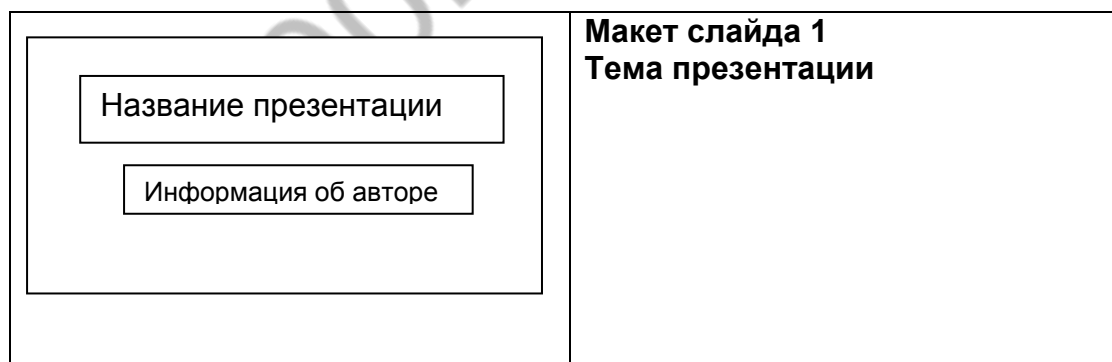 Название презентации
Информация об авторе
Макет слайда 1
Тема презентации